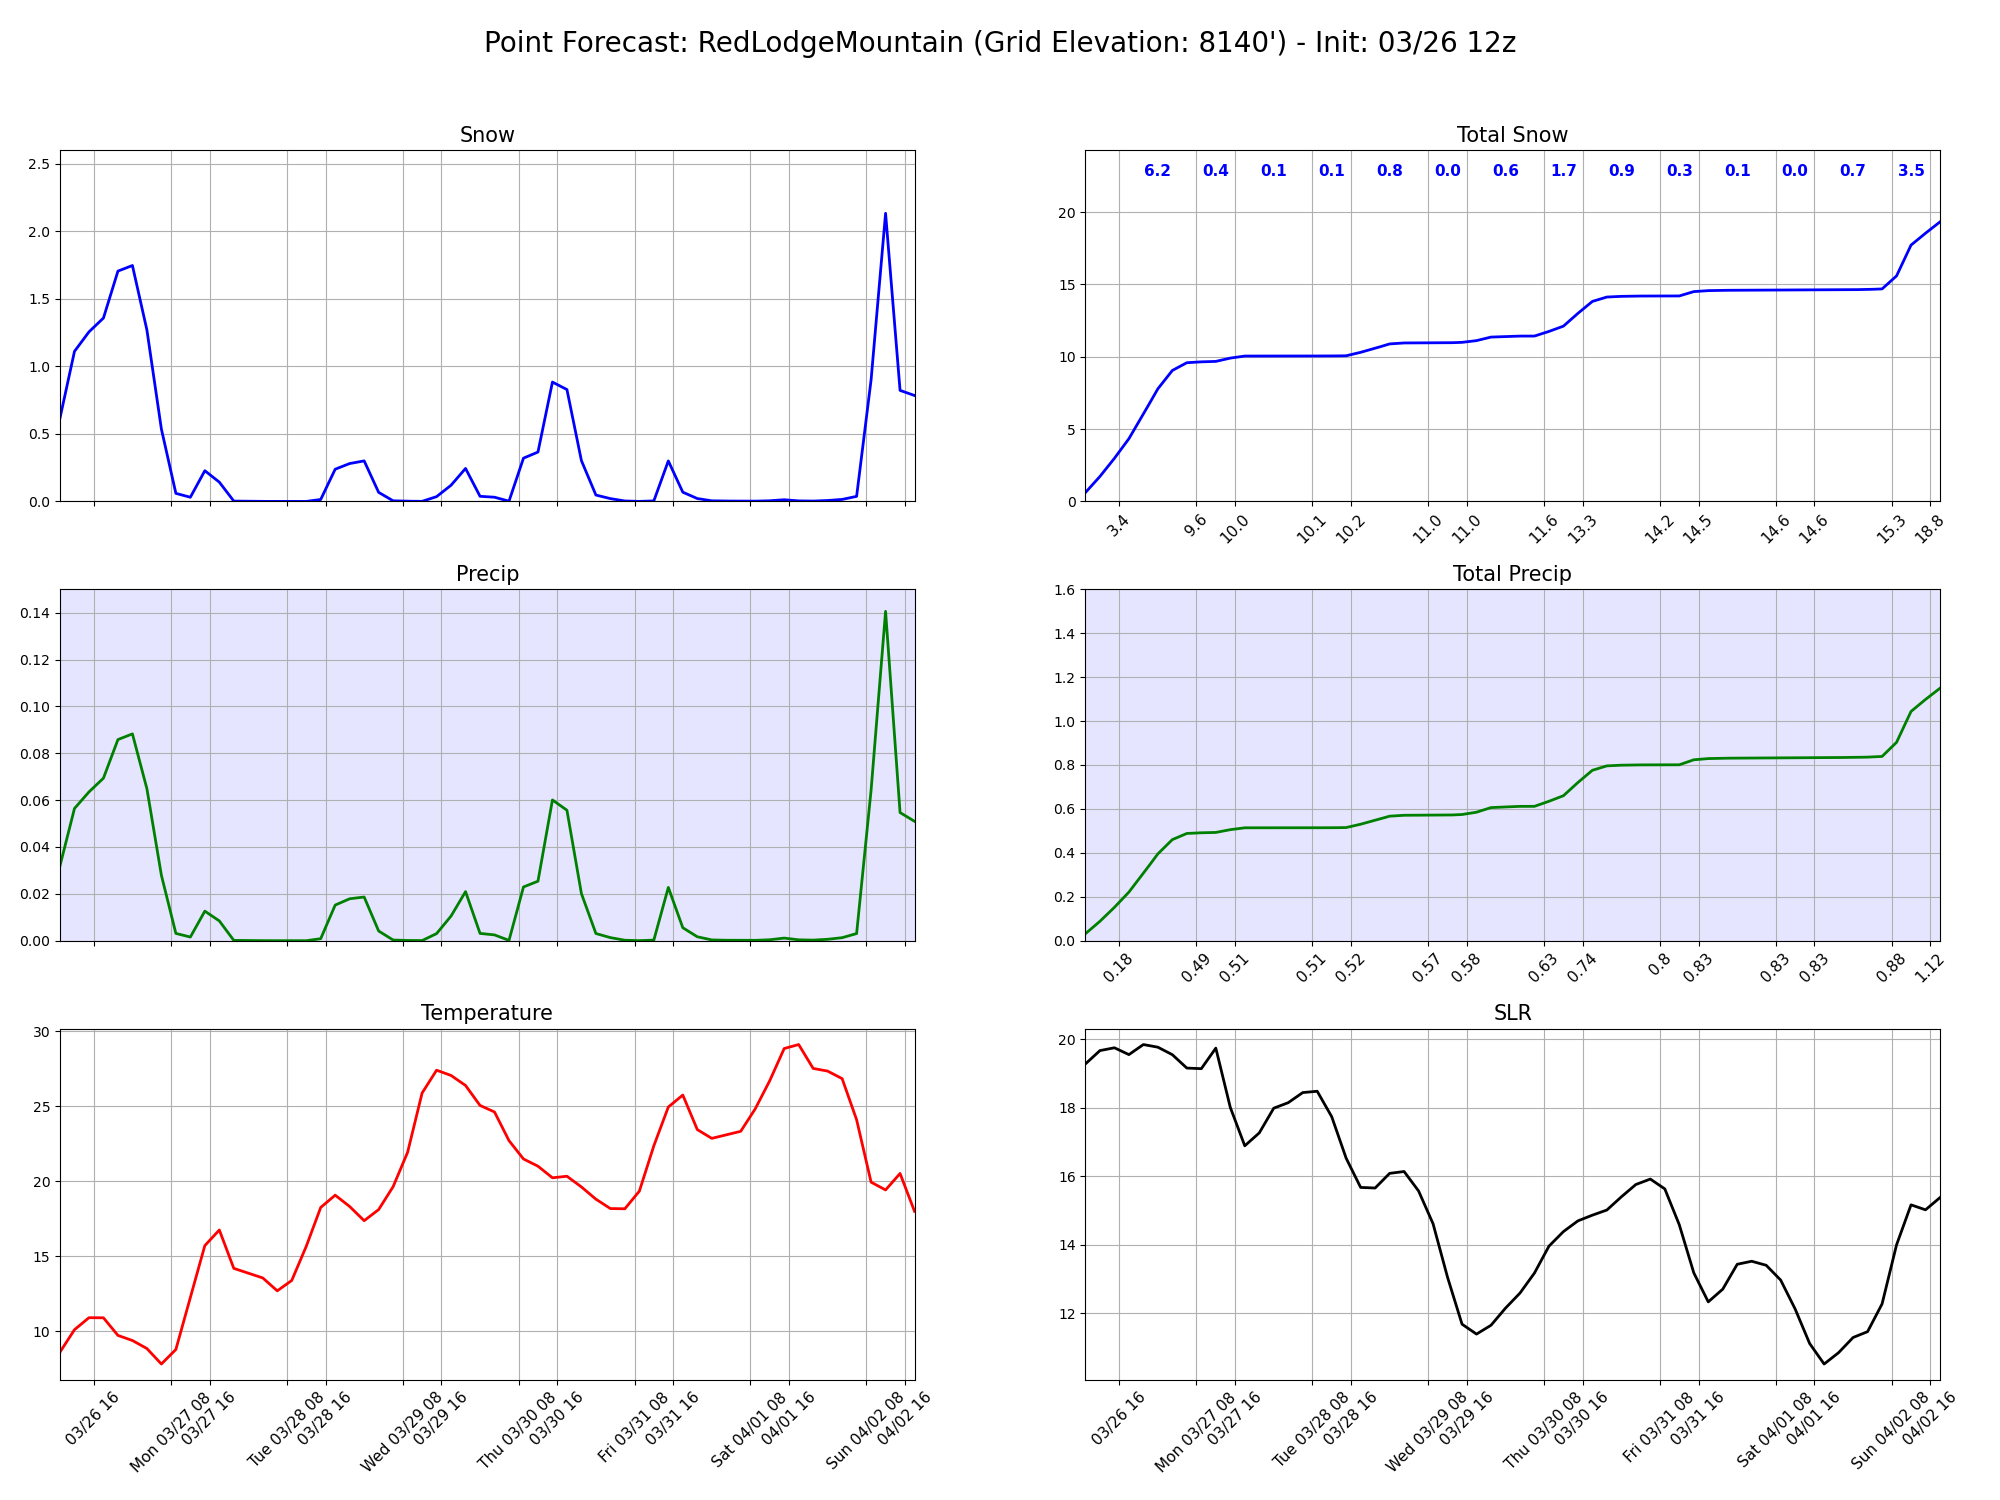 Point Forecast: RedLodgeMountain (Grid Elevation: 8140') - Init: 03/26 12z
Snow
2.5
2.0
1.5
1.0
0.5
0.0
Total Snow
6.2 0.4 0.1 0.1 0.8 0.0 0.6 1.7 0.9 0.3 0.1 0.0 0.7 3.5
20
15
10
5
0
3.4 9.6 10.0 10.1 10.2 11.0 11.0 11.6 13.3 14.2 14.5 14.6 14.6 15.3 18.8
Precip
0.14
0.12
0.10
0.08
0.06
0.04
0.02
0.00
Total Precip
1.6
1.4
1.2
1.0
0.8
0.6
0.4
0.2
0.0
0.18 0.49 0.51 0.51 0.52 0.57 0.58 0.63 0.74 0.8 0.83 0.83 0.83 0.88 1.12
Temperature
30
25
20
15
10
03/26 16
Mon 03/27 08
03/27 16
Tue 03/28 08
03/28 16
Wed 03/29 08
03/29 16
Thu 03/30 08
03/30 16
Fri 03/31 08
03/31 16
Sat 04/01 08
04/01 16
Sun 04/02 08
04/02 16
SLR
20
18
16
14
12
03/26 16
Mon 03/27 08
03/27 16
Tue 03/28 08
03/28 16
Wed 03/29 08
03/29 16
Thu 03/30 08
03/30 16
Fri 03/31 08
03/31 16
Sat 04/01 08
04/01 16
Sun 04/02 08
04/02 16